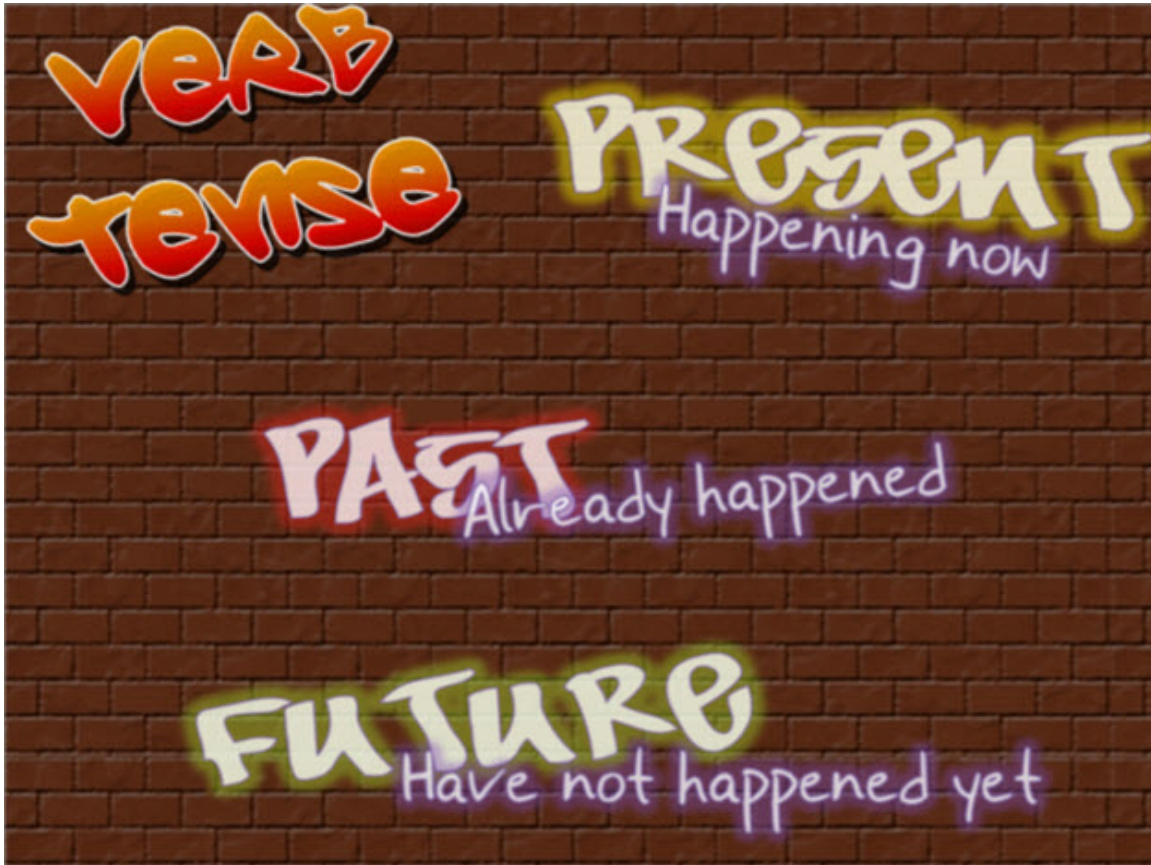 VERB
TENSE
PRESENT
Happening now
PAST
Already happened
FUTURE
Have not happened yet